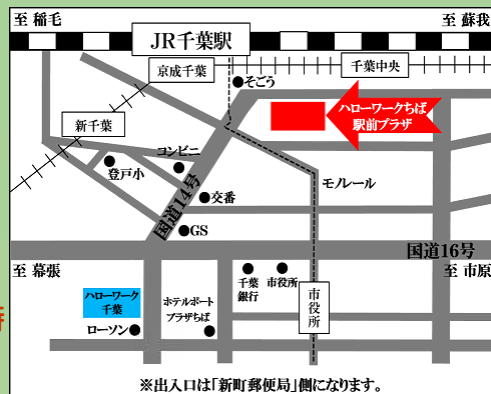 至 稲毛
至 蘇我
JR千葉駅
京成千葉
千葉中央
そごう
ハローワークちば
駅前プラザ
新千葉
コンビニ
登戸小
モノレール
国道14号
交番
GS
国道16号
至 幕張
至 市原
ハローワーク
千葉
ホテルポート
プラザちば
千葉
銀行
市役所
市役所
ローソン
※出入口は「新町郵便局」側になります。